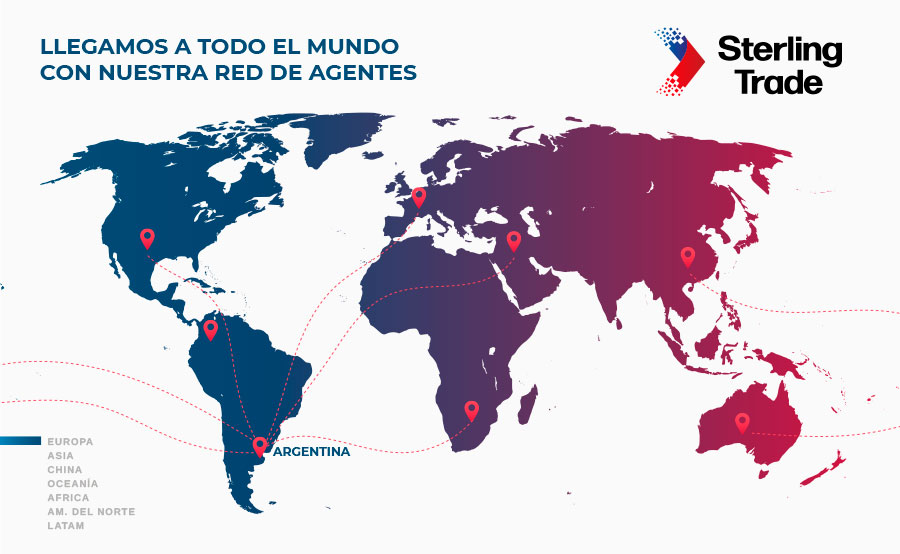 LLEGAMOS A TODO EL MUNDO
CON NUESTRA RED DE AGENTES
Sterling
Trade
ARGENTINA
EUROPA
ASIA
CHINA
OCEANÍA
AFRICA
AM. DEL NORTE
LATAM